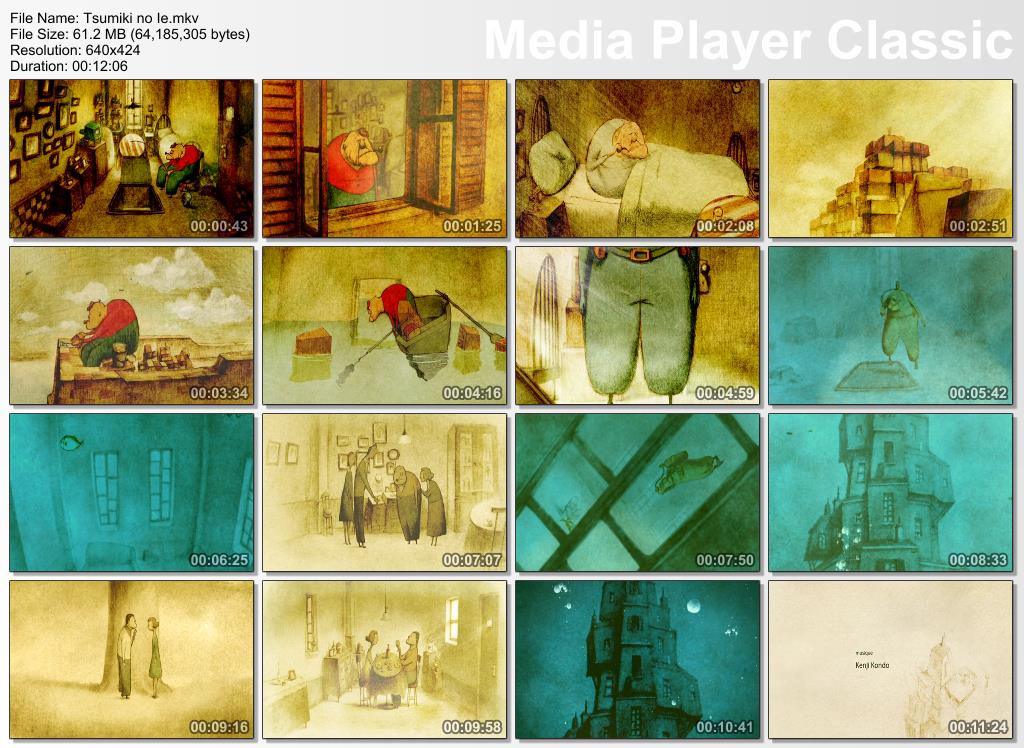 File Name: Tsumiki no Ie.mkv
File Size: 61.2 MB (64,185,305 bytes)
Resolution: 640x424
Duration: 00:12:06
Media Player Classic
00:00:43
00:01:25
00:02:08
00:02:51
00:03:34
00:04:16
00:04:59
00:05:42
00:06:25
00:07:07
00:07:50
00:08:33
00:09:16
00:09:58
00:10:41
musique
Kenji Kondo
00:11:24